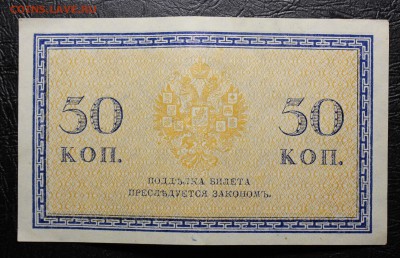 COINS.LAVE.RU
50 50
КОП. КОП.
ПОДДѢЛКА БИЛЕТА
ПРЕСЛѢДУЕТСЯ ЗАКОНОМЪ.